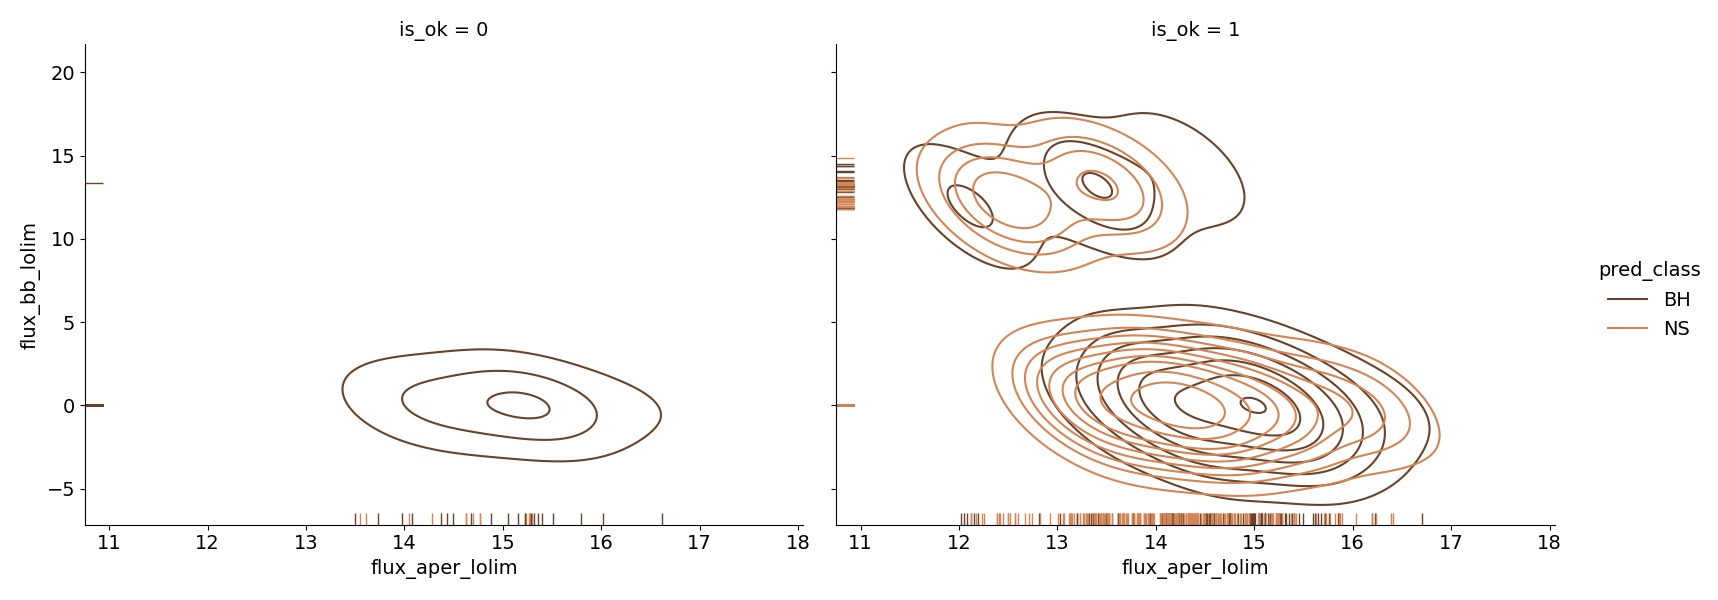 is_ok = 0
is_ok = 1
20
15
10
5
0
−5
flux_bb_lolim
11 12 13 14 15 16 17 18
11 12 13 14 15 16 17 18
flux_aper_lolim
flux_aper_lolim
pred_class
BH
NS